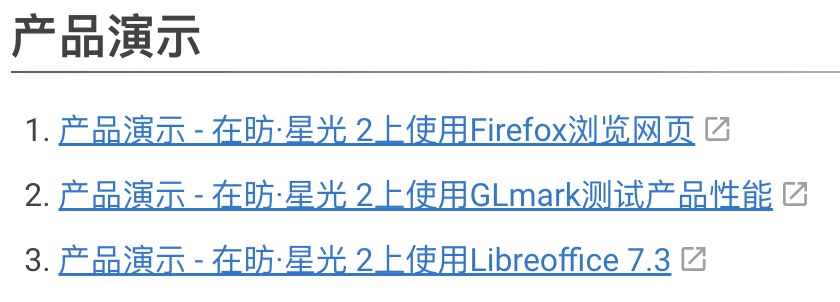 产品演示
1. 产品演示 - 在昉·星光 2上使用Firefox浏览网页
2. 产品演示 - 在昉·星光 2上使用GLmark测试产品性能
3. 产品演示 - 在昉·星光 2上使用Libreoffice 7.3